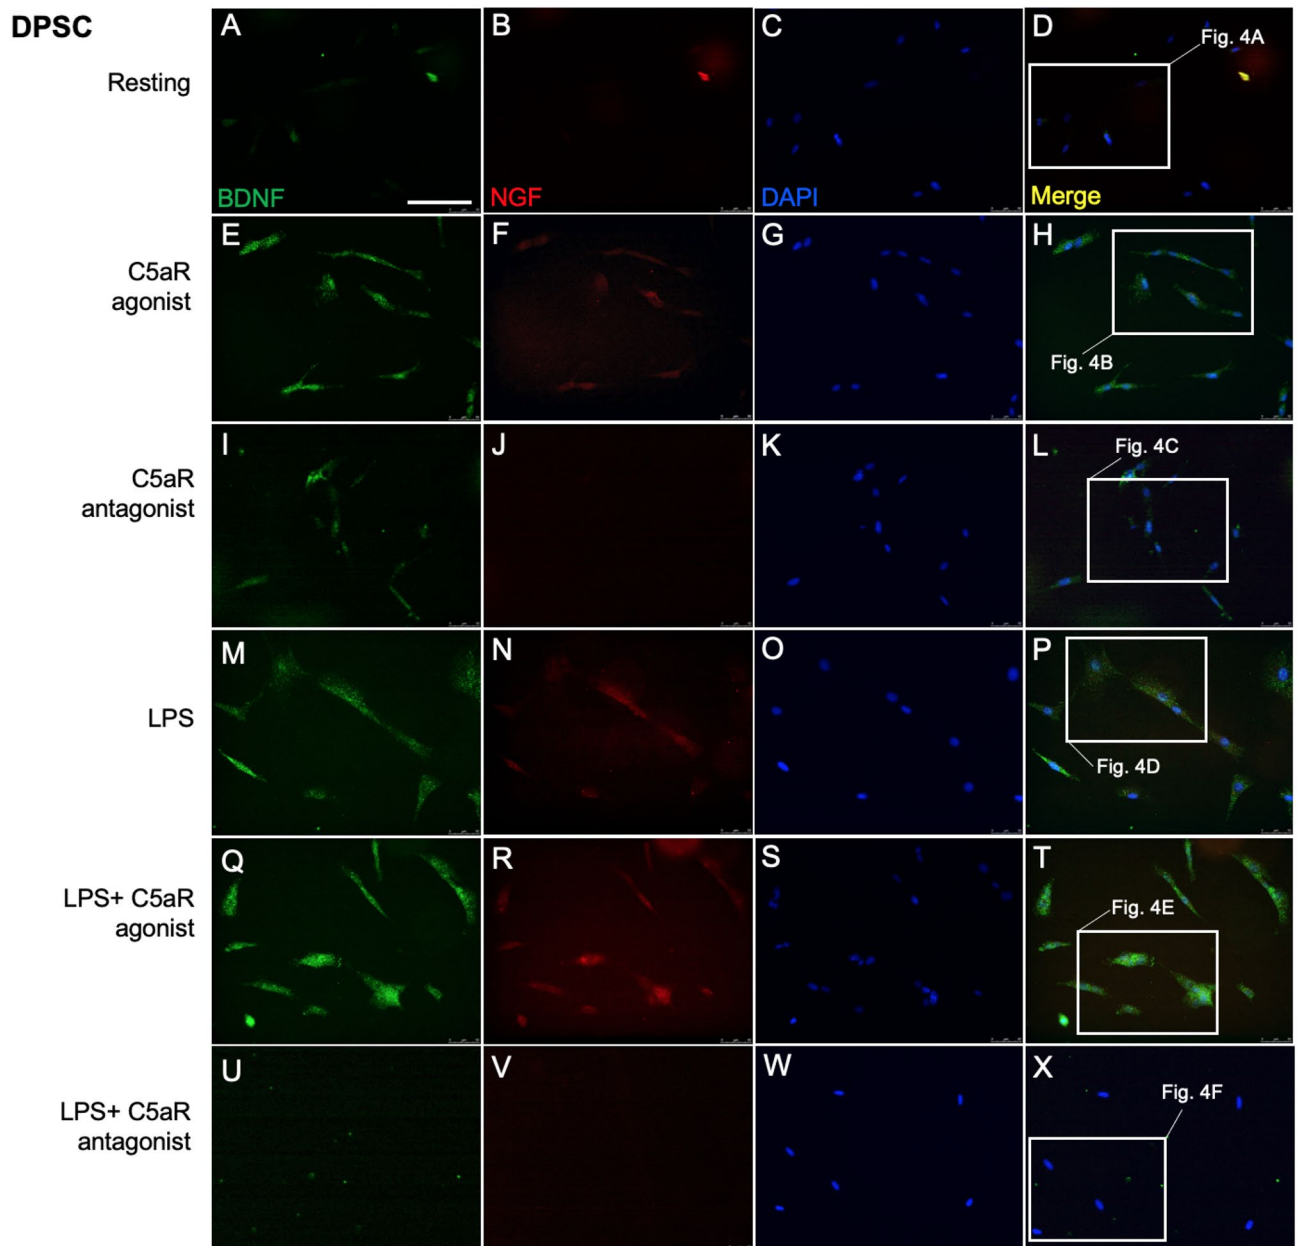 DPSC
Resting
A
B
C
D
Fig. 4A
BDNF
NGF
DAPI
Merge
C5aR
agonist
E
F
G
H
Fig. 4B
C5aR
antagonist
I
J
K
L
Fig. 4C
LPS
M
N
O
P
Fig. 4D
LPS+ C5aR
agonist
Q
R
S
T
Fig. 4E
LPS+ C5aR
antagonist
U
V
W
X
Fig. 4F